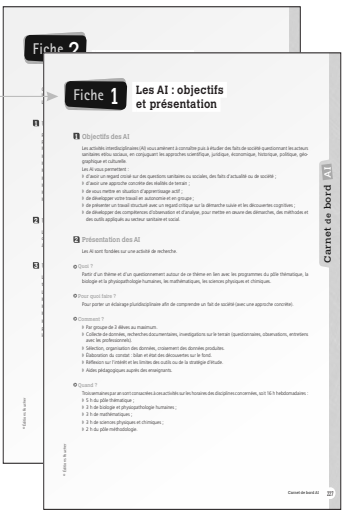 Fiche 2
Fiche 1
Les AI : objectifs
et présentation
1 Objectifs des AI
Les activités interdisciplinaires (AI) vous amènent à connaître puis à étudier des faits de société questionnant les acteurs
sanitaires et/ou sociaux, en conjuguant les approches scientifique, juridique, économique, historique, politique, géo-
graphique et culturelle.
Les AI vous permettent :
d'avoir un regard croisé sur des questions sanitaires ou sociales, des faits d'actualité ou de société ;
d'avoir une approche concrète des réalités de terrain ;
de vous mettre en situation d'apprentissage actif ;
de développer votre travail en autonomie et en groupe ;
de présenter un travail structuré avec un regard critique sur la démarche suivie et les découvertes cognitives ;
de développer des compétences d'observation et d'analyse, pour mettre en œuvre des démarches, des méthodes et
des outils appliqués au secteur sanitaire et social.
2 Présentation des AI
Les AI sont fondées sur une activité de recherche.
Quoi ?
Partir d'un thème et d'un questionnement autour de ce thème en lien avec les programmes du pôle thématique, la
biologie et la physiopathologie humaines, les mathématiques, les sciences physiques et chimiques.
Pour quoi faire ?
Pour porter un éclairage pluridisciplinaire afin de comprendre un fait de société (avec une approche concrète).
Comment ?
Par groupe de 3 élèves au maximum.
Collecte de données, recherches documentaires, investigations sur le terrain (questionnaires, observations, entretiens
avec les professionnels).
Sélection, organisation des données, croisement des données produites.
Élaboration du constat : bilan et état des découvertes sur le fond.
Réflexion sur l'intérêt et les limites des outils ou de la stratégie d'étude.
Aides pédagogiques auprès des enseignants.
Quand ?
Trois semaines par an sont consacrées à ces activités sur les horaires des disciplines concernées, soit 16 h hebdomadaires :
5 h du pôle thématique ;
3 h de biologie et physiopathologie humaines ;
3 h de mathématiques ;
3 h de sciences physiques et chimiques ;
2 h du pôle méthodologie.
Carnet de bord AI
Carnet de bord AI 227